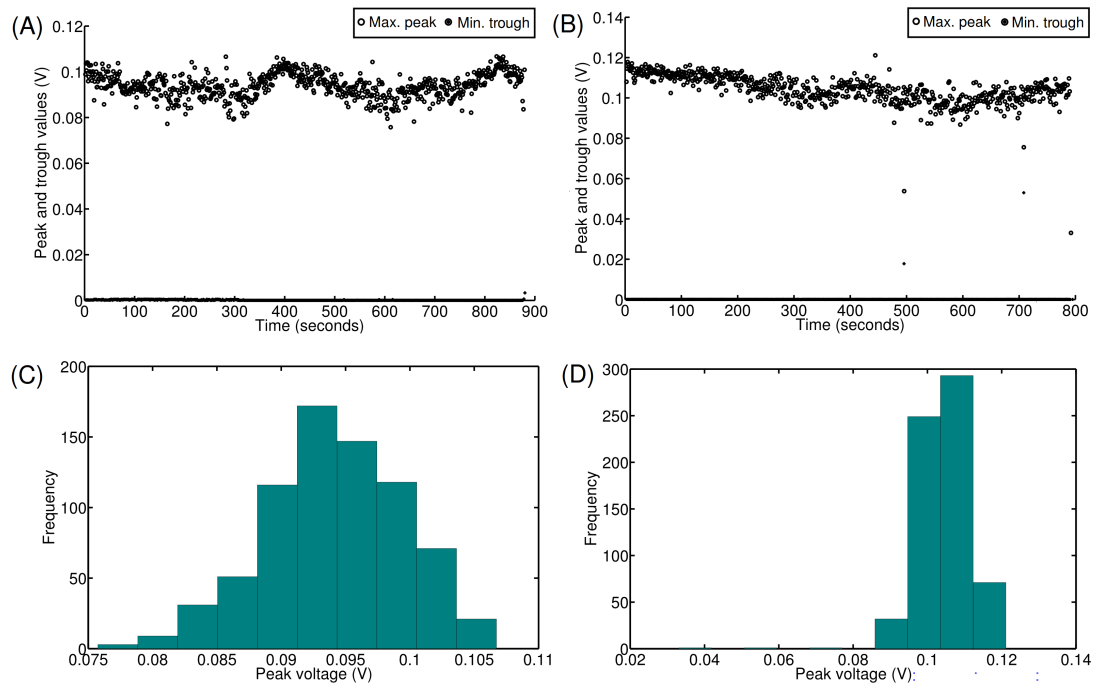 (A)
Max. peak Min. trough
0.12
0.1
0.08
0.06
0.04
0.02
0
Peak and trough values (V)
0 100 200 300 400 500 600 700 800 900
Time (seconds)
(B)
Max. peak Min. trough
0.14
0.12
0.1
0.08
0.06
0.04
0.02
0
Peak and trough values (V)
0 100 200 300 400 500 600 700 800
Time (seconds)
(C)
200
150
100
50
0
Frequency
0.075 0.08 0.085 0.09 0.095 0.1 0.105 0.11
Peak voltage (V)
(D)
300
250
200
150
100
50
0
Frequency
0.02 0.04 0.06 0.08 0.1 0.12 0.14
Peak voltage (V)